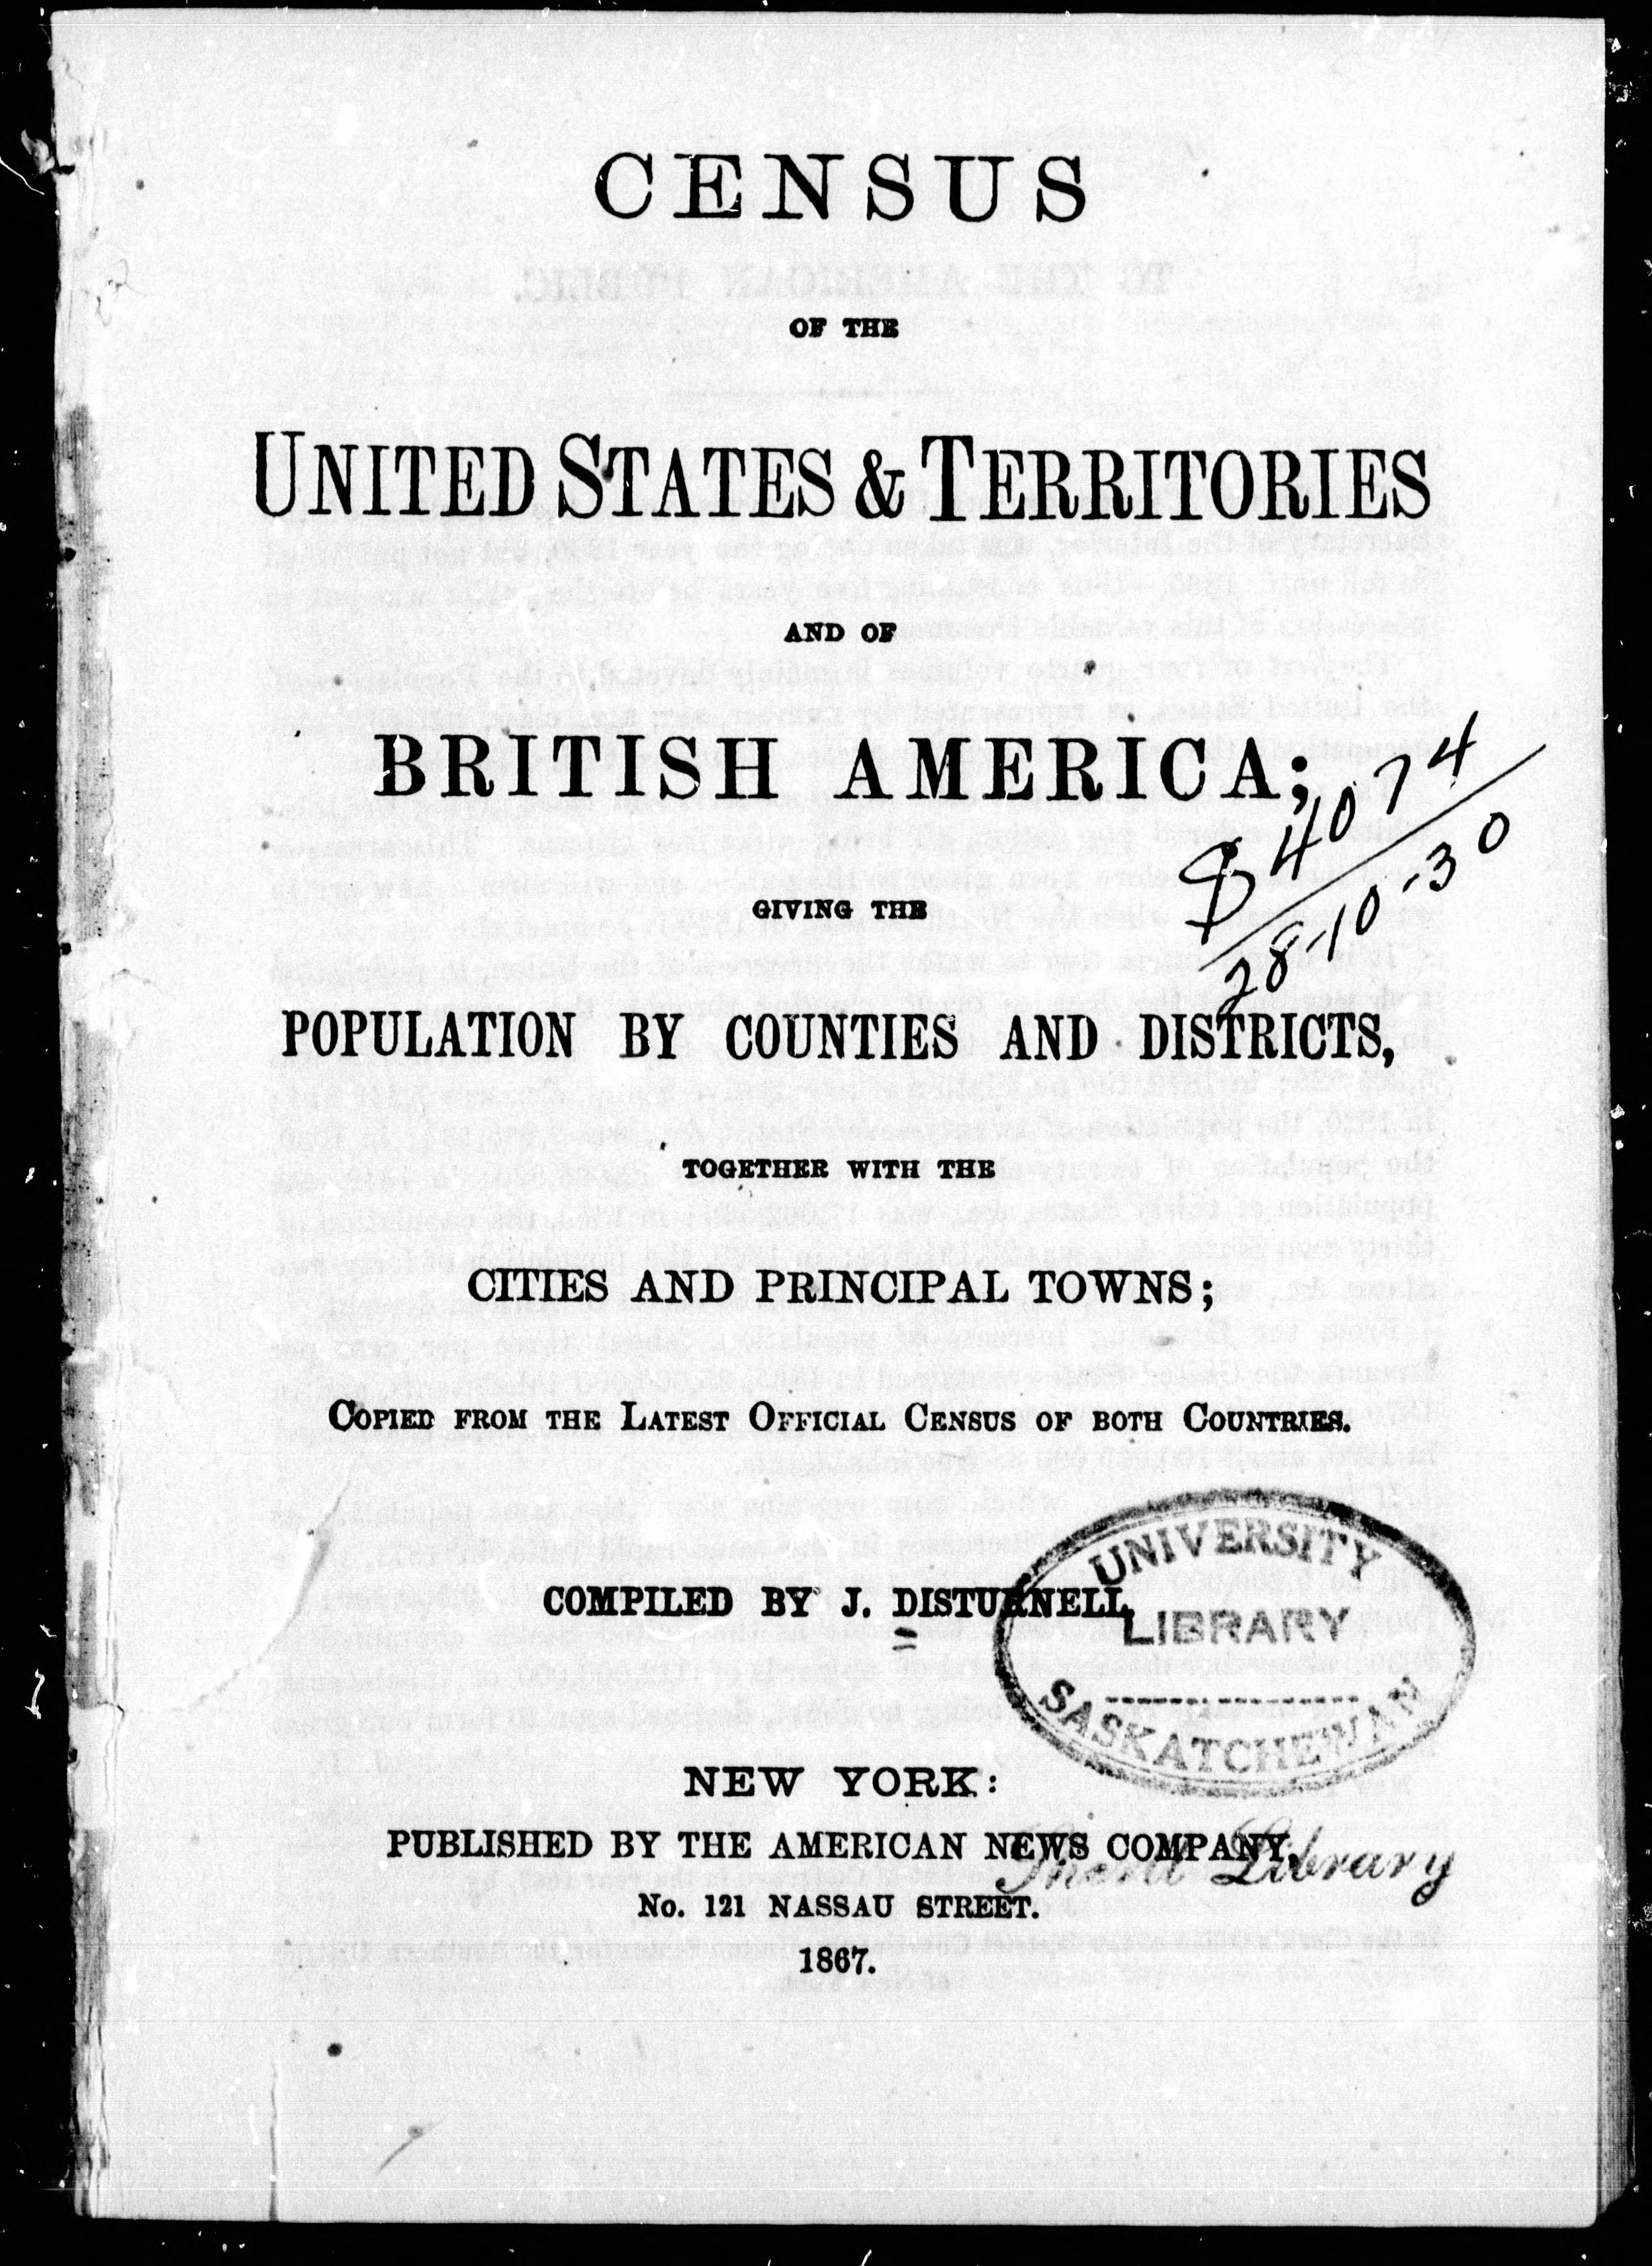 CENSUS
OF THE
UNITED STATES & TERRITORIES
AND OF
BRITISH AMERICA;
$ 4074
28-10-30
GIVING THE
POPULATION BY COUNTIES AND DISTRICTS,
TOGETHER WITH THE
CITIES AND PRINCIPAL TOWNS;
COPIED FROM THE LATEST OFFICIAL CENSUS OF BOTH COUNTRIES.
COMPILED BY J. DISTURNELL
UNIVERSITY
LIBRARY
SASKATCHEWAN
NEW YORK:
PUBLISHED BY THE AMERICAN NEWS COMPANY,
Library
No. 121 NASSAU STREET.
1867.